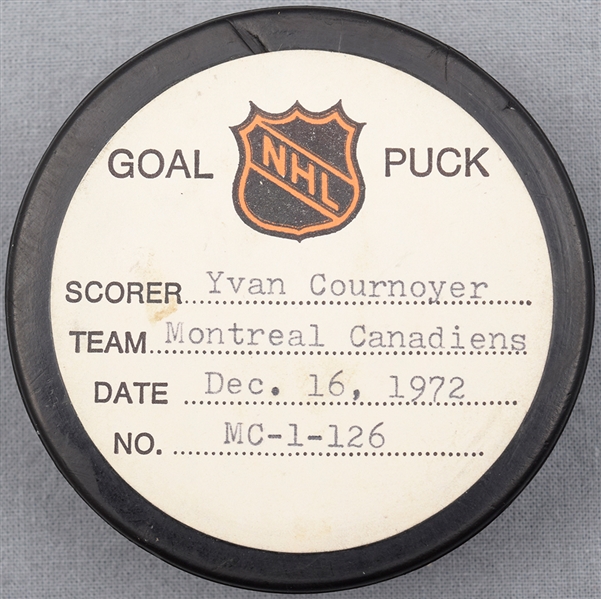 GOAL NHL PUCK
SCORER Yvan Cournoyer
TEAM Montreal Canadiens
DATE Dec. 16, 1972
NO. MC-1-126